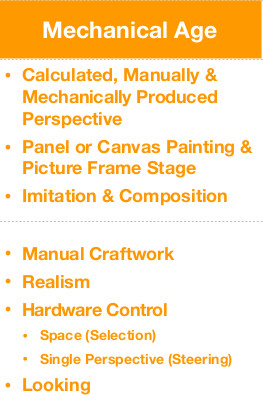 Mechanical Age
• Calculated, Manually &
Mechanically Produced
Perspective
• Panel or Canvas Painting &
Picture Frame Stage
• Imitation & Composition
• Manual Craftwork
• Realism
• Hardware Control
• Space (Selection)
• Single Perspective (Steering)
• Looking